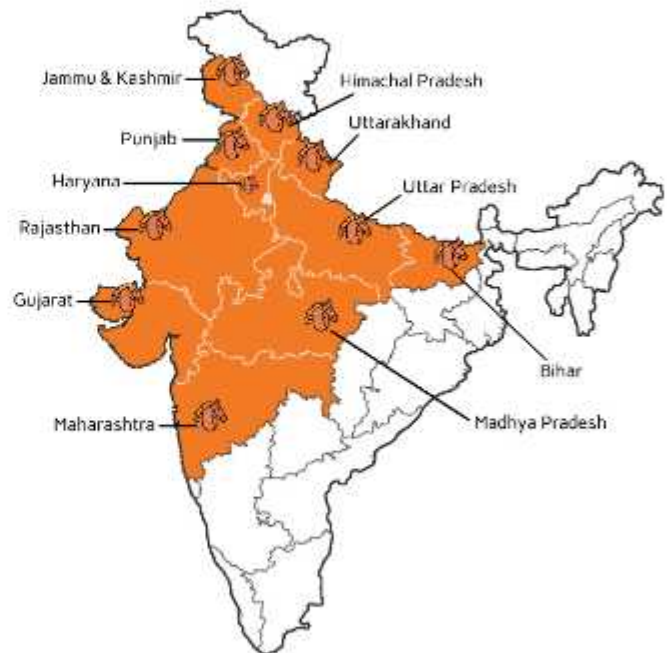 Jammu & Kashmir
Himachal Pradesh
Uttarakhand
Punjab
Haryana
Uttar Pradesh
Rajasthan
Gujarat
Bihar
Maharashtra
Madhya Pradesh